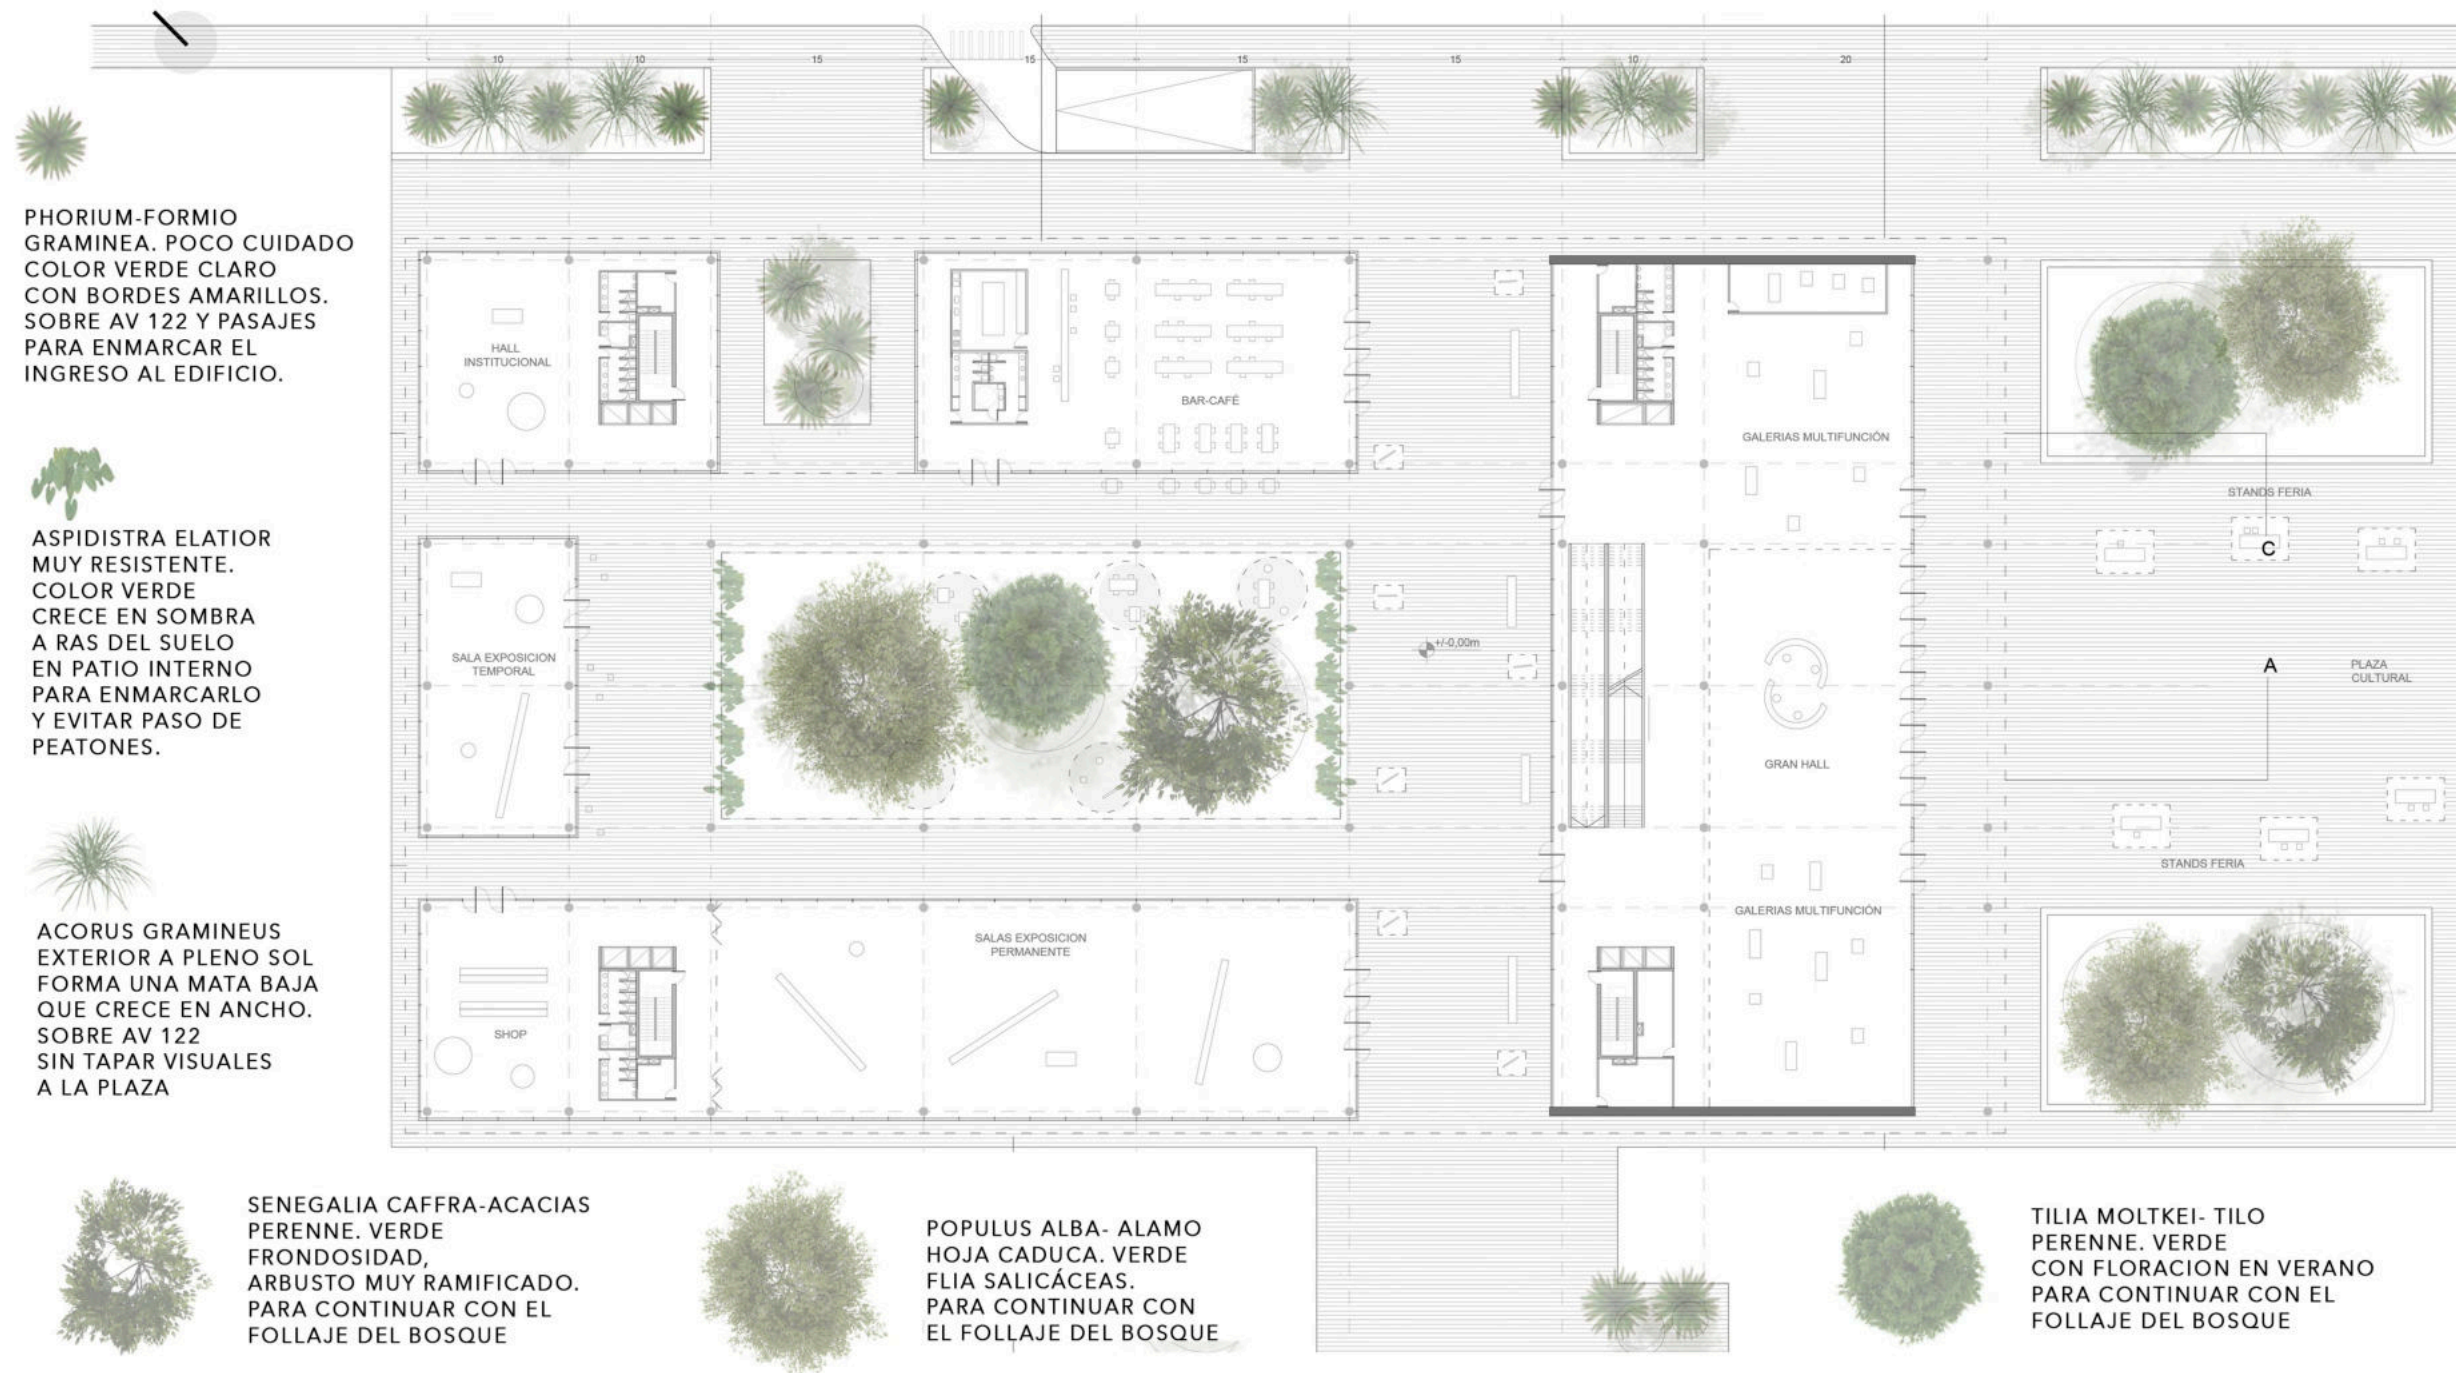 10
10
15
15
15
15
10
20
PHORIUM-FORMIO
GRAMINEA. POCO CUIDADO
COLOR VERDE CLARO
CON BORDES AMARILLOS.
SOBRE AV 122 Y PASAJES
PARA ENMARCAR EL
INGRESO AL EDIFICIO.
ASPIDISTRA ELATIOR
MUY RESISTENTE.
COLOR VERDE
CRECE EN SOMBRA
A RAS DEL SUELO
EN PATIO INTERNO
PARA ENMARCARLO
Y EVITAR PASO DE
PEATONES.
ACORUS GRAMINEUS
EXTERIOR A PLENO SOL
FORMA UNA MATA BAJA
QUE CRECE EN ANCHO.
SOBRE AV 122
SIN TAPAR VISUALES
A LA PLAZA
HALL
INSTITUCIONAL
BAR-CAFÉ
GALERIAS MULTIFUNCIÓN
STANDS FERIA
C
SALA EXPOSICION
TEMPORAL
+/-0,00m
A
PLAZA
CULTURAL
GRAN HALL
STANDS FERIA
GALERIAS MULTIFUNCIÓN
SALAS EXPOSICION
PERMANENTE
SHOP
SENEGALIA CAFFRA-ACACIAS
PERENNE. VERDE
FRONDOSIDAD,
ARBUSTO MUY RAMIFICADO.
PARA CONTINUAR CON EL
FOLLAJE DEL BOSQUE
POPULUS ALBA- ALAMO
HOJA CADUCA. VERDE
FLIA SALICÁCEAS.
PARA CONTINUAR CON
EL FOLLAJE DEL BOSQUE
TILIA MOLTKEI- TILO
PERENNE. VERDE
CON FLORACION EN VERANO
PARA CONTINUAR CON EL
FOLLAJE DEL BOSQUE